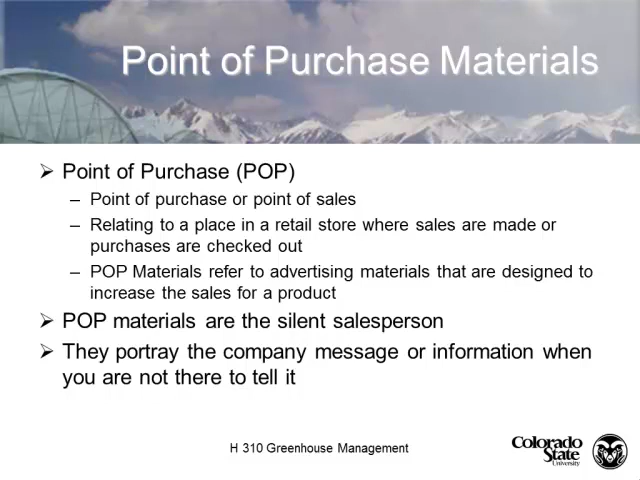 Point of Purchase Materials
➢ Point of Purchase (POP)
– Point of purchase or point of sales
– Relating to a place in a retail store where sales are made or
purchases are checked out
– POP Materials refer to advertising materials that are designed to
increase the sales for a product
➢ POP materials are the silent salesperson
➢ They portray the company message or information when
you are not there to tell it
H 310 Greenhouse Management
Colorado
State
University